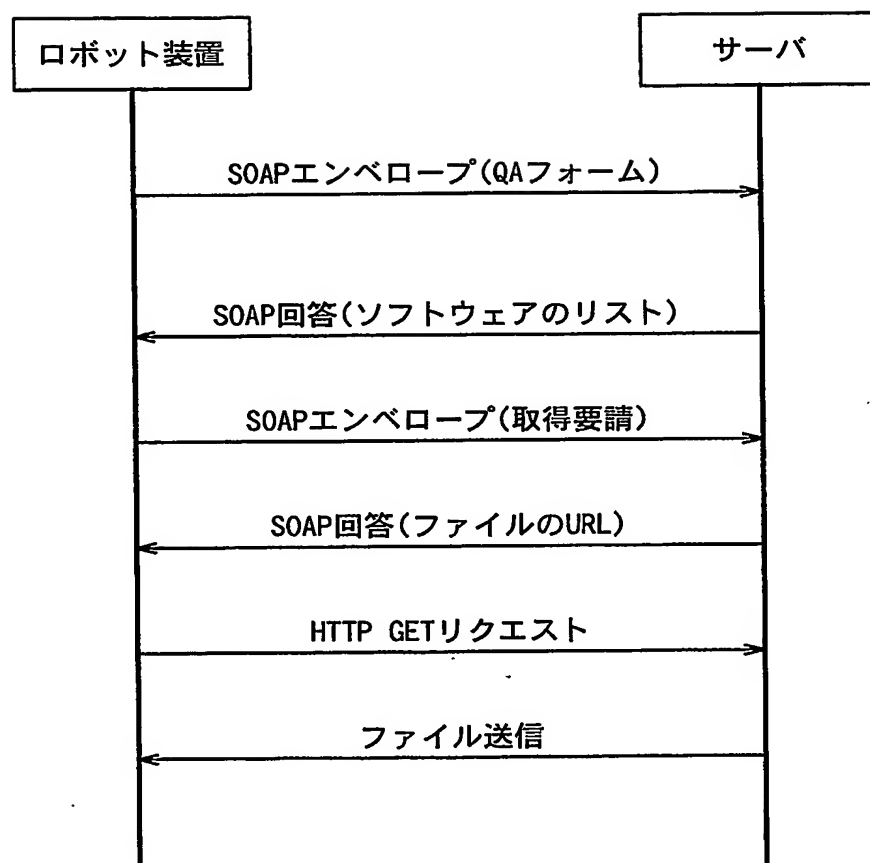 ロボット装置
サーバ
SOAPエンベロープ(QAフォーム)
SOAP回答(ソフトウェアのリスト)
SOAPエンベロープ(取得要請)
SOAP回答(ファイルのURL)
HTTP GETリクエスト
ファイル送信